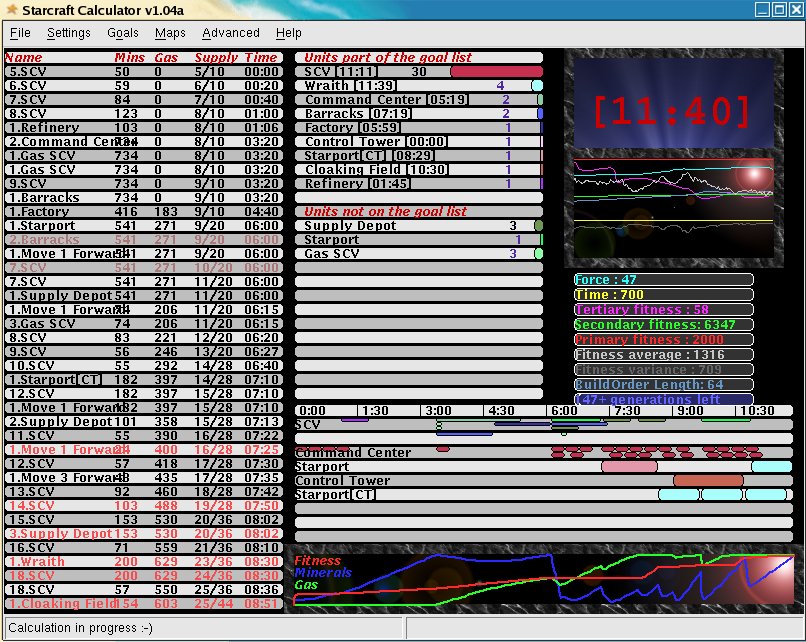 Starcraft Calculator v1.04a
File Settings Goals Maps Advanced Help
Name Mins Gas Supply Time
5.SCV 50 0 5/10 00:00
6.SCV 59 0 6/10 00:20
7.SCV 84 0 7/10 00:40
8.SCV 123 0 8/10 01:00
1.Refinery 103 0 8/10 01:06
2.Command Center 734 0 8/10 03:20
1.Gas SCV 734 0 8/10 03:20
1.Gas SCV 734 0 8/10 03:20
9.SCV 734 0 9/10 03:20
1.Barracks 734 0 9/10 03:20
1.Factory 416 183 9/10 04:40
1.Starport 541 271 9/20 06:00
2.Barracks 541 271 9/20 06:00
1.Move 1 Forward 541 271 9/20 06:00
7.SCV 541 271 10/20 06:00
7.SCV 541 271 11/20 06:00
1.Supply Depot 541 271 11/20 06:00
1.Move 1 Forward 74 206 11/20 06:15
3.Gas SCV 74 206 11/20 06:15
8.SCV 83 221 12/20 06:20
9.SCV 56 246 13/20 06:27
10.SCV 55 292 14/28 06:40
1.Starport[CT] 182 397 14/28 07:10
12.SCV 182 397 15/28 07:10
1.Move 1 Forward 182 397 15/28 07:10
2.Supply Depot 101 358 15/28 07:13
11.SCV 55 390 16/28 07:22
1.Move 1 Forward 24 400 16/28 07:25
12.SCV 57 418 17/28 07:30
1.Move 3 Forward 435 17/28 07:35
13.SCV 92 460 18/28 07:42
14.SCV 103 488 19/28 07:50
15.SCV 153 530 20/36 08:02
3.Supply Depot 153 530 20/36 08:02
16.SCV 71 559 21/36 08:10
1.Wraith 200 629 23/36 08:30
18.SCV 200 629 24/36 08:30
18.SCV 57 550 25/36 08:36
1.Cloaking Field 154 603 25/44 08:51
Units part of the goal list
SCV [11:11] 30
Wraith [11:39] 4
Command Center [05:19] 2
Barracks [07:19] 2
Factory [05:59] 1
Control Tower [00:00] 1
Starport[CT] [08:29] 1
Cloaking Field [10:30] 1
Refinery [01:45] 1
Units not on the goal list
Supply Depot 3
Starport 1
Gas SCV 3
[11:40]
Force : 47
Time : 700
Tertiary fitness : 58
Secondary fitness: 6347
Primary fitness : 2000
Fitness average : 1316
Fitness variance : 709
BuildOrder Length: 64
(47+ generations left
0:00 1:30 3:00 4:30 6:00 7:30 9:00 10:30
SCV
Command Center
Starport
Control Tower
Starport[CT]
Fitness
Minerals
Gas
Calculation in progress :-)